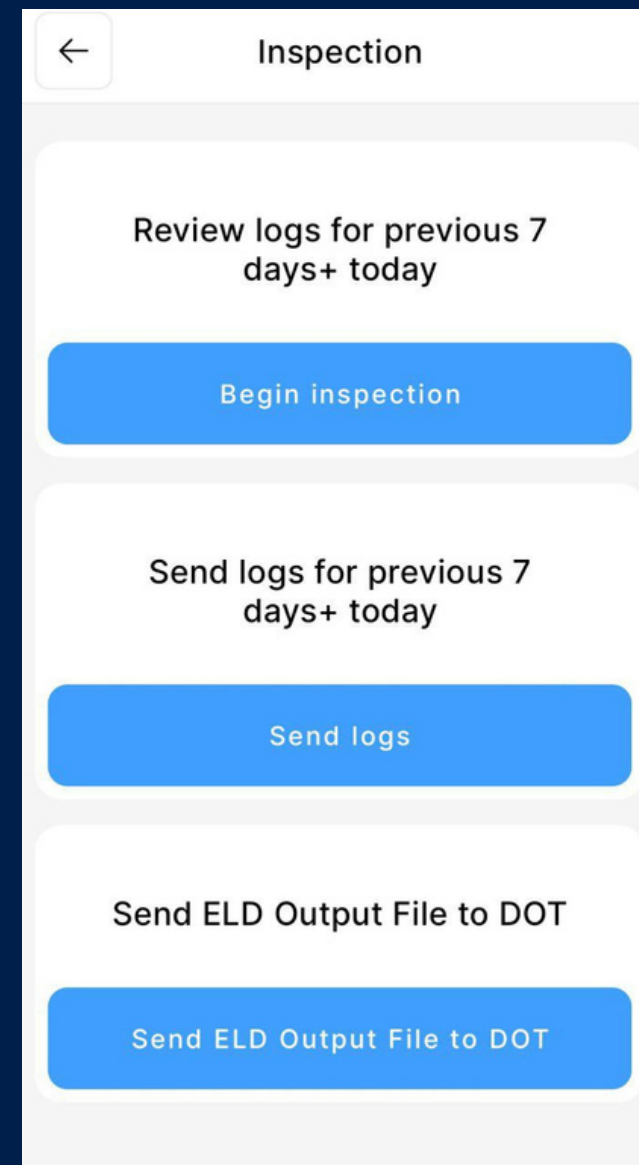 Inspection
Review logs for previous 7
days+ today
Begin inspection
Send logs for previous 7
days+ today
Send logs
Send ELD Output File to DOT
Send ELD Output File to DOT